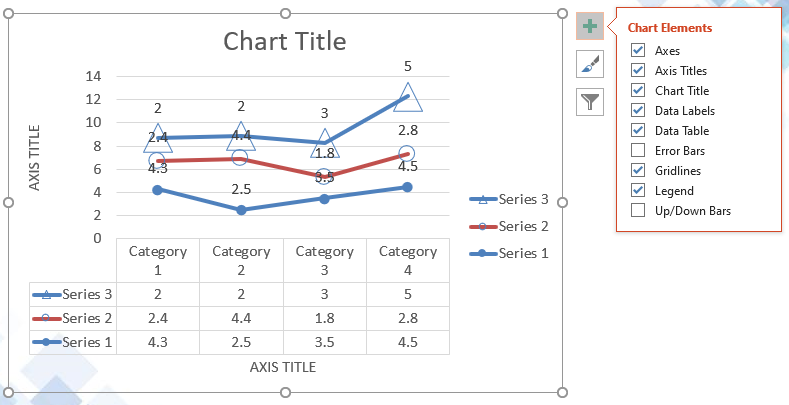 Chart Title
14
12
10
8
6
4
2
0
AXIS TITLE
2
2
3
5
2.4
4.4
1.8
2.8
4.3
2.5
3.5
4.5
Series 3
Series 2
Series 1
Category 1
Category 2
Category 3
Category 4
Series 3 2 2 3 5
Series 2 2.4 4.4 1.8 2.8
Series 1 4.3 2.5 3.5 4.5
AXIS TITLE
Chart Elements
Axes
Axis Titles
Chart Title
Data Labels
Data Table
Error Bars
Gridlines
Legend
Up/Down Bars